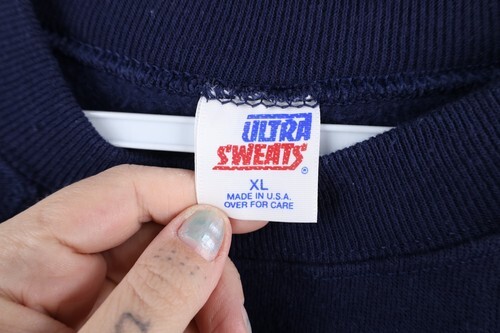 ULTRA
SWEATS®
XL
MADE IN U.S.A.
OVER FOR CARE